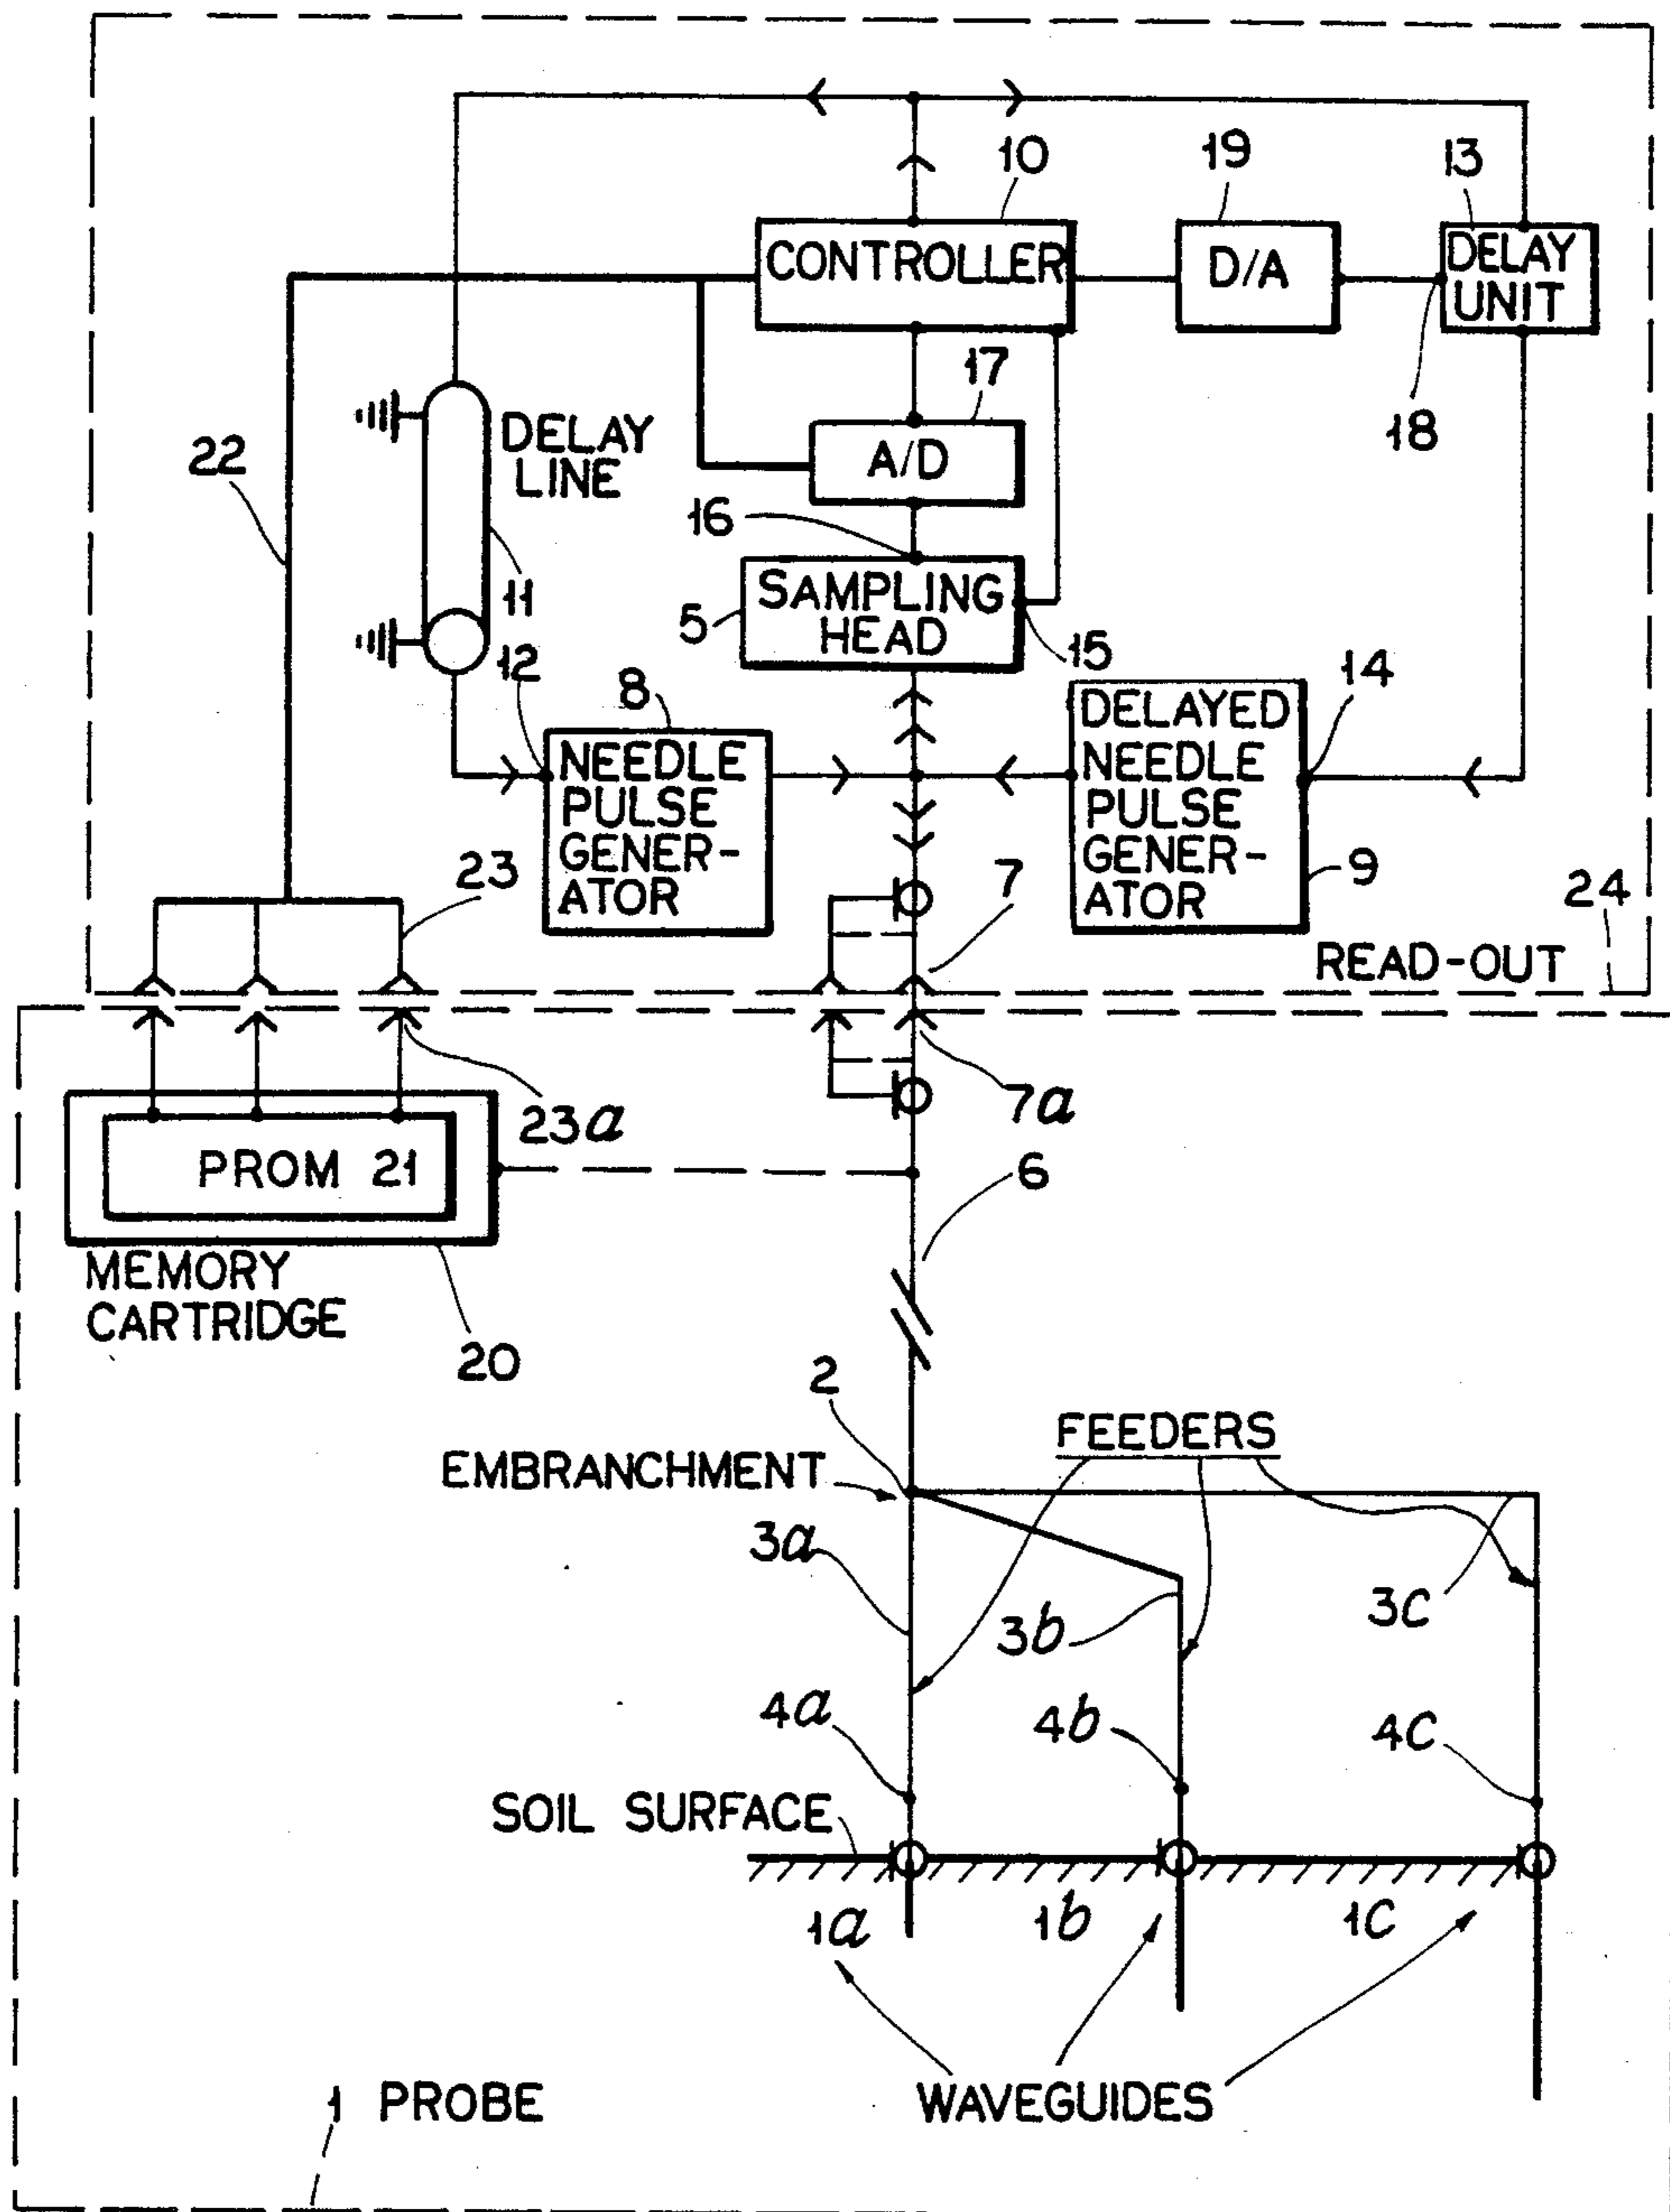 10
19
13
CONTROLLER
D/A
DELAY
UNIT
17
18
22
DELAY
LINE
A/D
16
11
SAMPLING
HEAD
5
15
12
8
14
DELAYED
NEEDLE
PULSE
GENER-
ATOR
NEEDLE
PULSE
GENER-
ATOR
23
7
9
24
READ-OUT
23a
7a
PROM 21
6
MEMORY
CARTRIDGE
20
2
FEEDERS
EMBRANCHMENT
3a
3b
3c
4a
4b
4c
SOIL SURFACE
1a
1b
1c
1 PROBE
WAVEGUIDES